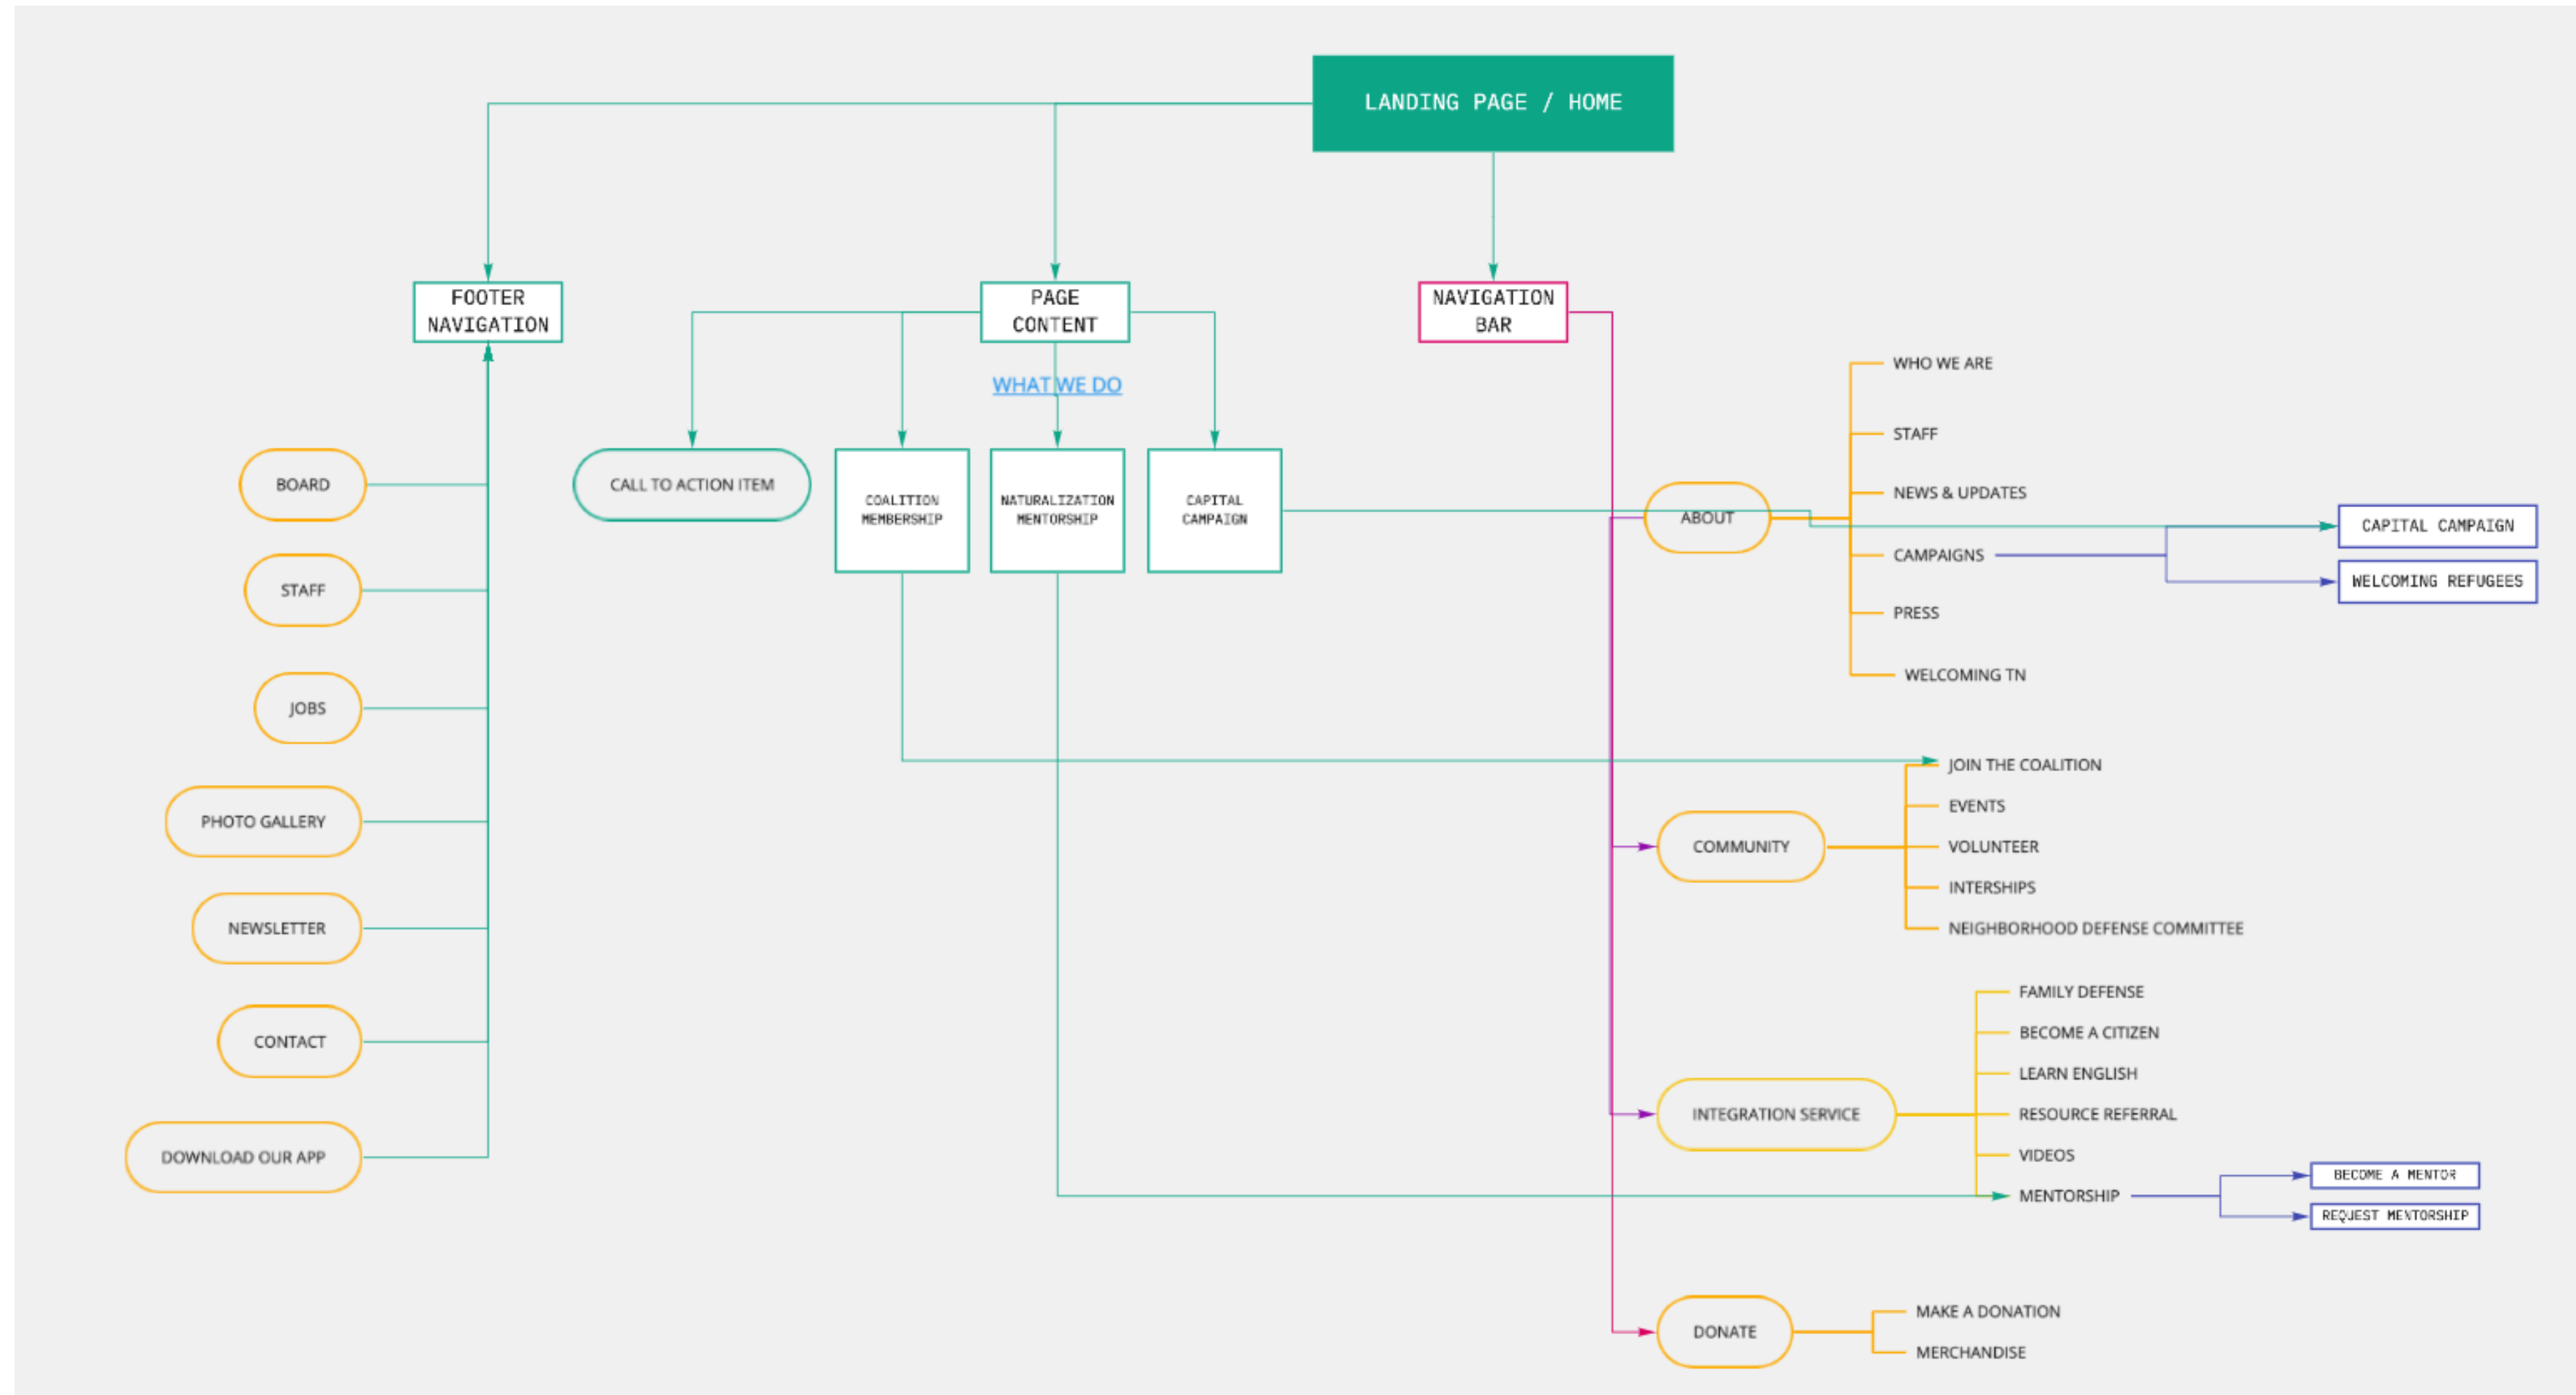 LANDING PAGE / HOME
FOOTER
NAVIGATION
PAGE
CONTENT
NAVIGATION
BAR
WHAT WE DO
BOARD
STAFF
JOBS
PHOTO GALLERY
NEWSLETTER
CONTACT
DOWNLOAD OUR APP
CALL TO ACTION ITEM
COALITION
MEMBERSHIP
NATURALIZATION
MENTORSHIP
CAPITAL
CAMPAIGN
ABOUT
WHO WE ARE
STAFF
NEWS & UPDATES
CAMPAIGNS
PRESS
WELCOMING TN
CAPITAL CAMPAIGN
WELCOMING REFUGEES
COMMUNITY
JOIN THE COALITION
EVENTS
VOLUNTEER
INTERSHIPS
NEIGHBORHOOD DEFENSE COMMITTEE
INTEGRATION SERVICE
FAMILY DEFENSE
BECOME A CITIZEN
LEARN ENGLISH
RESOURCE REFERRAL
VIDEOS
MENTORSHIP
BECOME A MENTOR
REQUEST MENTORSHIP
DONATE
MAKE A DONATION
MERCHANDISE